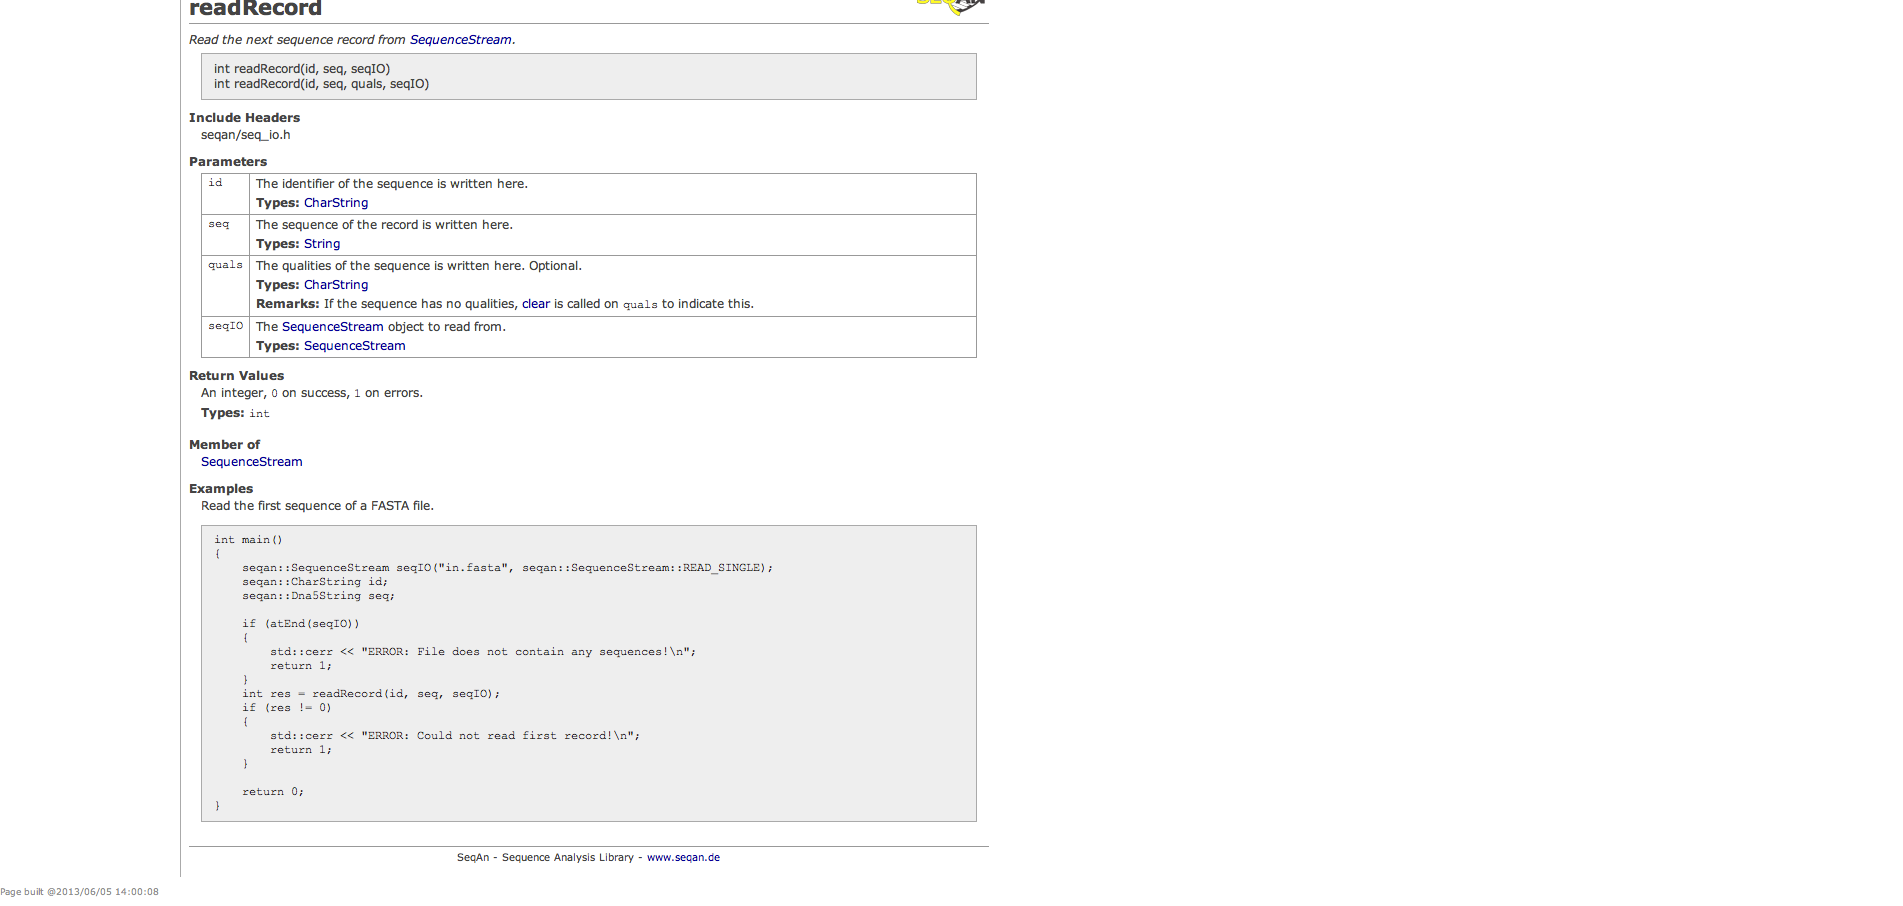 readRecord
SEQAN
Read the next sequence record from SequenceStream.
int readRecord(id, seq, seqIO)
int readRecord(id, seq, quals, seqIO)
Include Headers
seqan/seq_io.h
Parameters
id The identifier of the sequence is written here.
Types: CharString
seq The sequence of the record is written here.
Types: String
quals The qualities of the sequence is written here. Optional.
Types: CharString
Remarks: If the sequence has no qualities, clear is called on quals to indicate this.
seqIO The SequenceStream object to read from.
Types: SequenceStream
Return Values
An integer, 0 on success, 1 on errors.
Types: int
Member of
SequenceStream
Examples
Read the first sequence of a FASTA file.
int main()
{
    seqan::SequenceStream seqIO("in.fasta", seqan::SequenceStream::READ_SINGLE);
    seqan::CharString id;
    seqan::Dna5String seq;
    if (atEnd(seqIO))
    {
        std::cerr << "ERROR: File does not contain any sequences!\n";
        return 1;
    }
    int res = readRecord(id, seq, seqIO);
    if (res != 0)
    {
        std::cerr << "ERROR: Could not read first record!\n";
        return 1;
    }
    return 0;
}
SeqAn - Sequence Analysis Library - www.seqan.de
Page built @2013/06/05 14:00:08